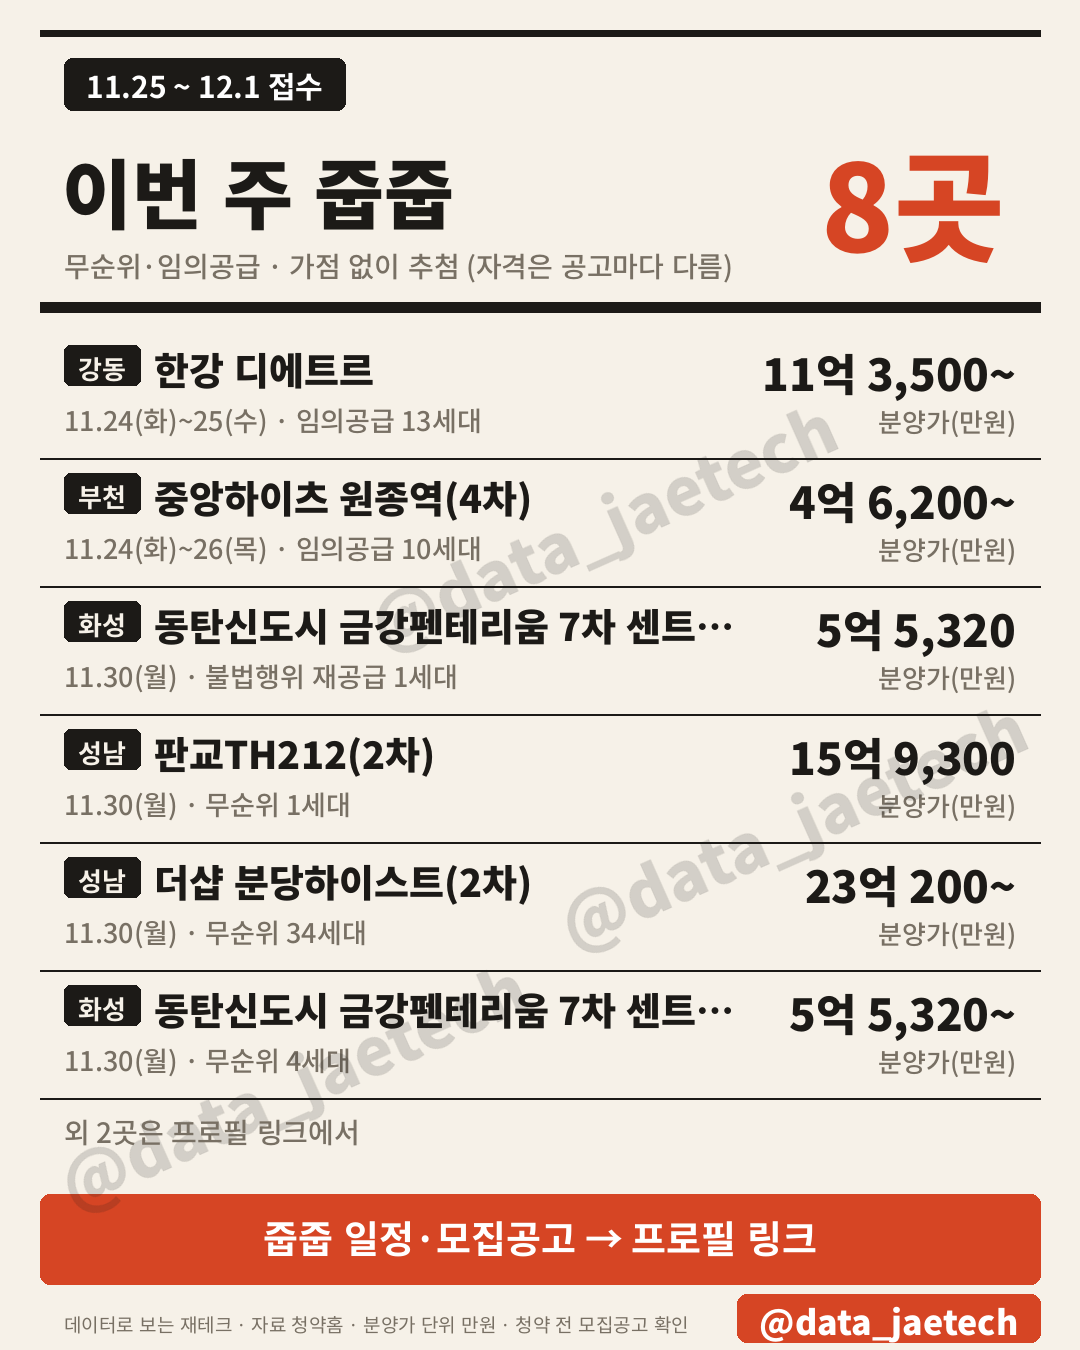 11.25 ~ 12.1 접수
이번 주 줍줍
8곳
무순위·임의공급 · 가점 없이 추첨 (자격은 공고마다 다름)
강동 한강 디에트르
11억 3,500~
11.24(화)~25(수) · 임의공급 13세대
분양가(만원)
부천 중앙하이츠 원종역(4차)
4억 6,200~
11.24(화)~26(목) · 임의공급 10세대
분양가(만원)
화성 동탄신도시 금강펜테리움 7차 센트…
5억 5,320
11.30(월) · 불법행위 재공급 1세대
분양가(만원)
성남 판교TH212(2차)
15억 9,300
11.30(월) · 무순위 1세대
분양가(만원)
성남 더샵 분당하이스트(2차)
23억 200~
11.30(월) · 무순위 34세대
분양가(만원)
화성 동탄신도시 금강펜테리움 7차 센트…
5억 5,320~
11.30(월) · 무순위 4세대
분양가(만원)
외 2곳은 프로필 링크에서
줍줍 일정·모집공고 → 프로필 링크
데이터로 보는 재테크 · 자료 청약홈 · 분양가 단위 만원 · 청약 전 모집공고 확인
@data_jaetech
@data_jaetech
@data_jaetech
@data_jaetech